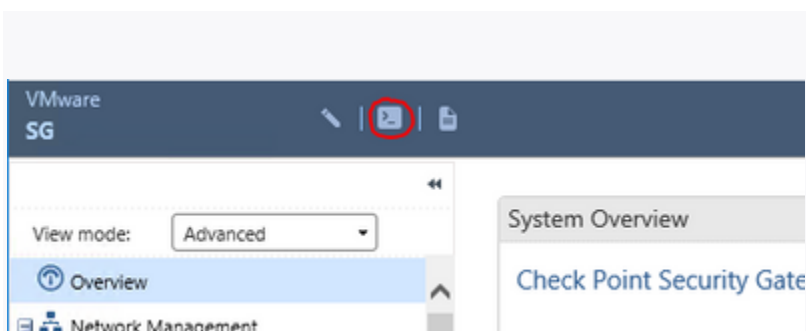 VMware
SG
View mode: Advanced
Overview
Network Management
System Overview
Check Point Security Gate